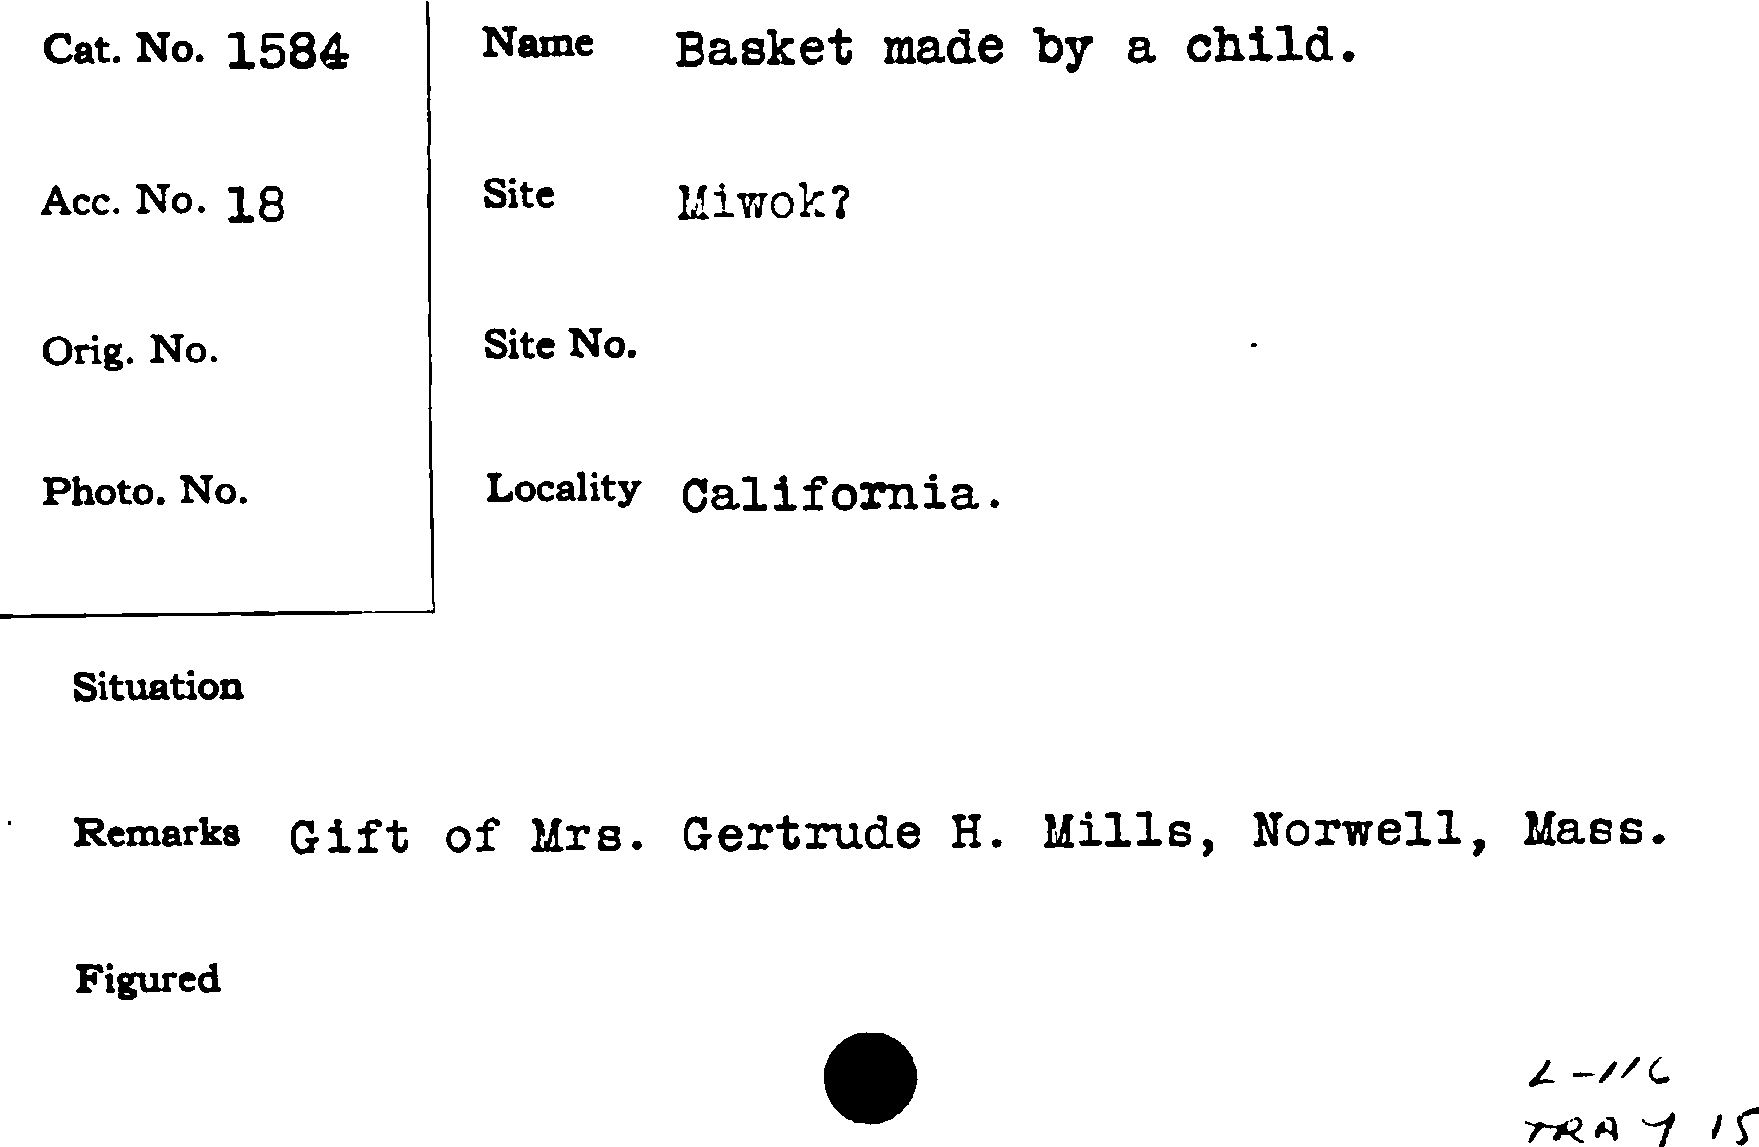 Cat. No. 1584
Name Basket made by a child.
Acc. No. 18
Site Miwok?
Orig. No.
Site No.
Photo. No.
Locality California.
Situation
Remarks Gift of Mrs. Gertrude H. Mills, Norwell, Mass.
Figured
L-116
TRAY 15